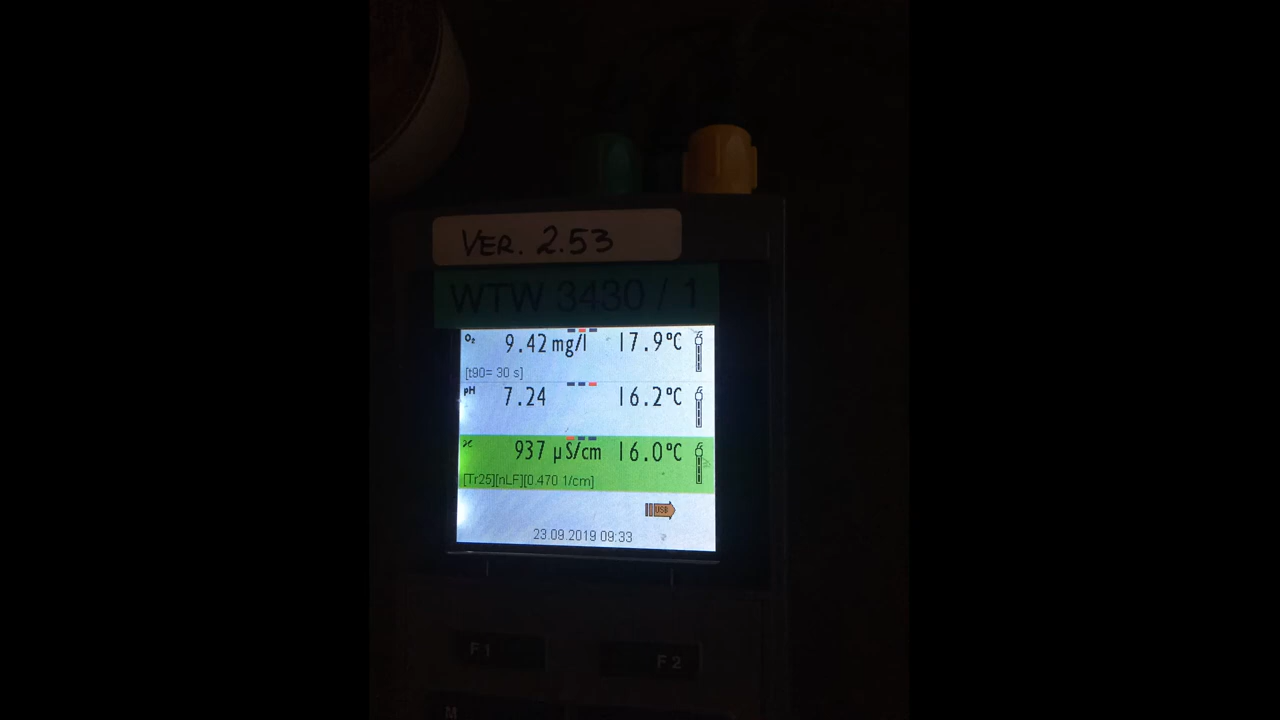 VER. 2.53
WTW 3430 / 1
O₂ 9.42 mg/l 17.9°C
[t90= 30 s]
pH 7.24 16.2°C
ϰ 937 µS/cm 16.0°C
[Tr25][nLF][0.470 1/cm]
USB
23.09.2019 09:33
F1 F2
M